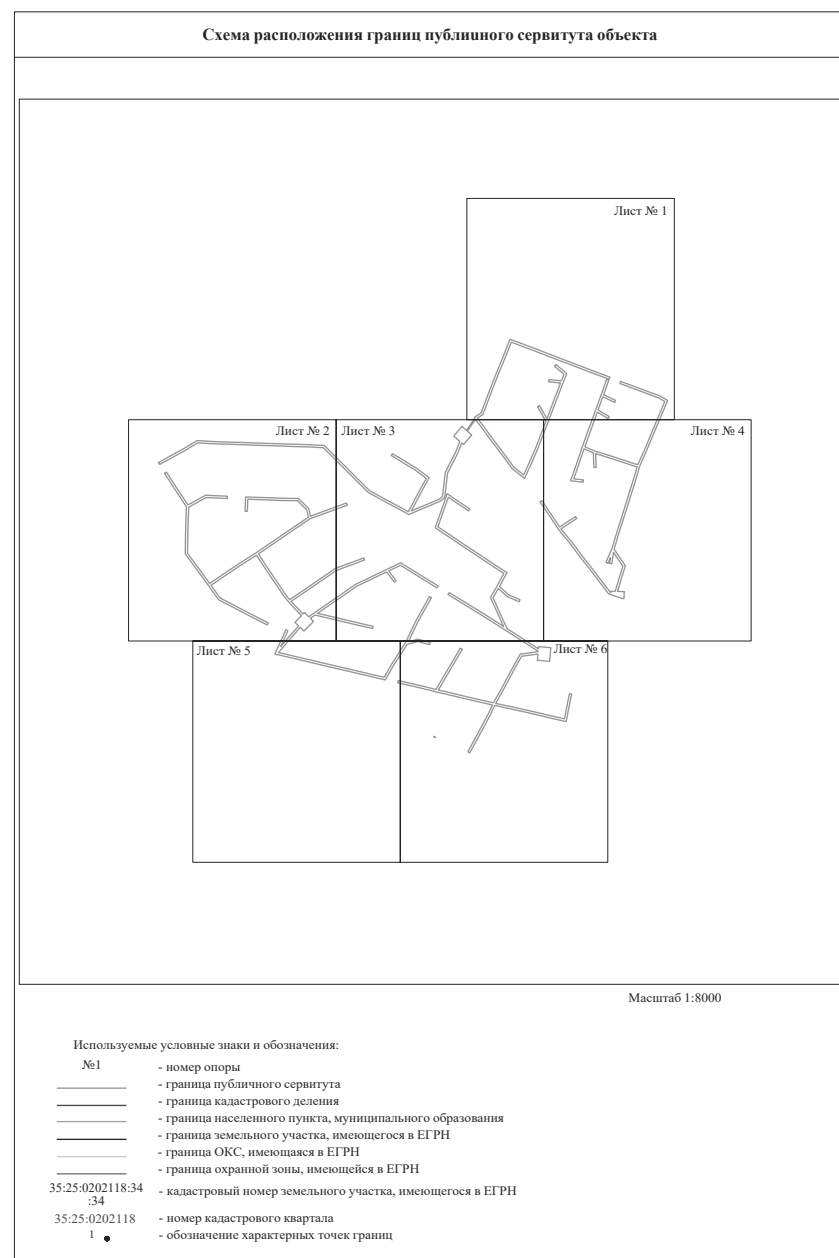 Схема расположения границ публичного сервитута объекта
Лист № 1
Лист № 2
Лист № 3
Лист № 4
Лист № 5
Лист № 6
Масштаб 1:8000
Используемые условные знаки и обозначения:
№1 - номер опоры
- граница публичного сервитута
- граница кадастрового деления
- граница населенного пункта, муниципального образования
- граница земельного участка, имеющегося в ЕГРН
- граница ОКС, имеющаяся в ЕГРН
- граница охранной зоны, имеющейся в ЕГРН
35:25:0202118:34 - кадастровый номер земельного участка, имеющегося в ЕГРН
:34
35:25:0202118 - номер кадастрового квартала
1 - обозначение характерных точек границ